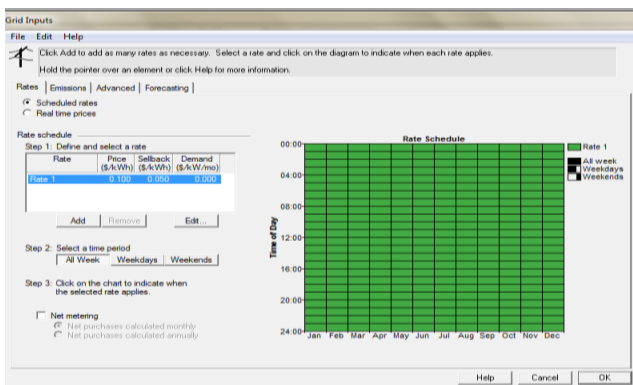 Grid Inputs
File Edit Help
Click Add to add as many rates as necessary. Select a rate and click on the diagram to indicate when each rate applies.
Hold the pointer over an element or click Help for more information.
Rates Emissions Advanced Forecasting
Scheduled rates
Real time prices
Rate schedule
Step 1: Define and select a rate
Rate Price Sellback Demand
($/kWh) ($/kWh) ($/kW/mo)
Rate 1 0.100 0.050 0.000
Add Remove Edit...
Step 2: Select a time period
All Week Weekdays Weekends
Step 3: Click on the chart to indicate when
the selected rate applies.
Net metering
Net purchases calculated monthly
Net purchases calculated annually
Rate Schedule
Time of Day
00:00
04:00
08:00
12:00
16:00
20:00
24:00
Jan Feb Mar Apr May Jun Jul Aug Sep Oct Nov Dec
Rate 1
All week
Weekdays
Weekends
Help Cancel OK